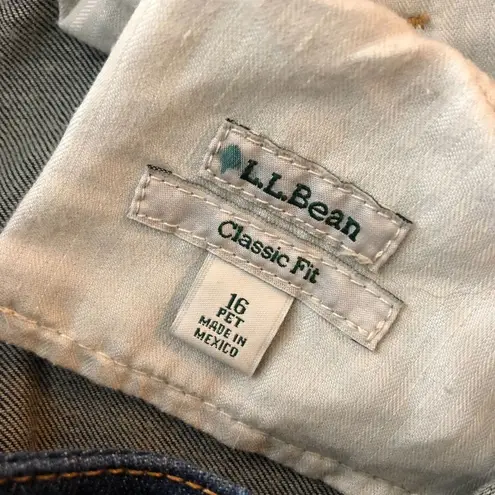 L.L.Bean
Classic Fit
16
PET
MADE IN
MEXICO